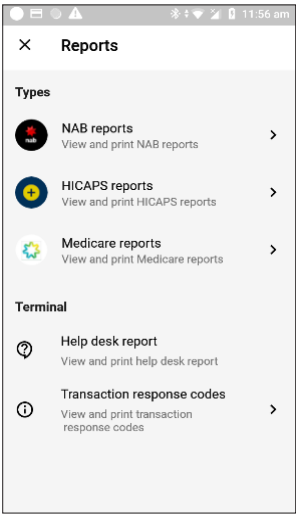 11:56 am
Reports
Types
NAB reports
View and print NAB reports
nab
HICAPS reports
View and print HICAPS reports
Medicare reports
View and print Medicare reports
Terminal
Help desk report
View and print help desk report
Transaction response codes
View and print transaction
response codes